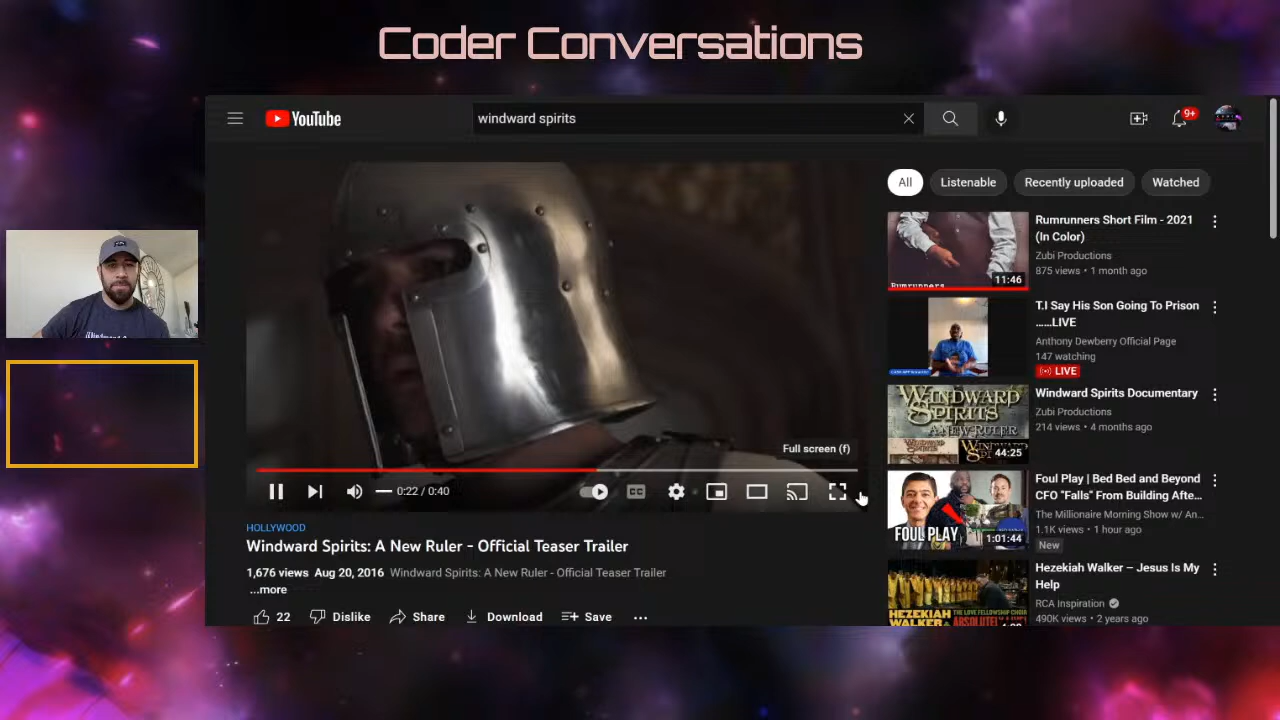 Coder Conversations
YouTube
windward spirits
9+
Full screen (f)
0:22 / 0:40
CC
HOLLYWOOD
Windward Spirits: A New Ruler - Official Teaser Trailer
1,676 views Aug 20, 2016 Windward Spirits: A New Ruler - Official Teaser Trailer
...more
22 Dislike Share Download Save
All Listenable Recently uploaded Watched
Rumrunners
11:46
Rumrunners Short Film - 2021
(In Color)
Zubi Productions
875 views • 1 month ago
T.I Say His Son Going To Prison
......LIVE
Anthony Dewberry Official Page
147 watching
LIVE
WINDWARD
SPIRITS
A NEW RULER
44:25
Windward Spirits Documentary
Zubi Productions
214 views • 4 months ago
FOUL PLAY
1:01:44
Foul Play | Bed Bed and Beyond
CFO "Falls" From Building Afte...
The Millionaire Morning Show w/ An...
1.1K views • 1 hour ago
New
HEZEKIAH
WALKER
Hezekiah Walker – Jesus Is My
Help
RCA Inspiration
490K views • 2 years ago